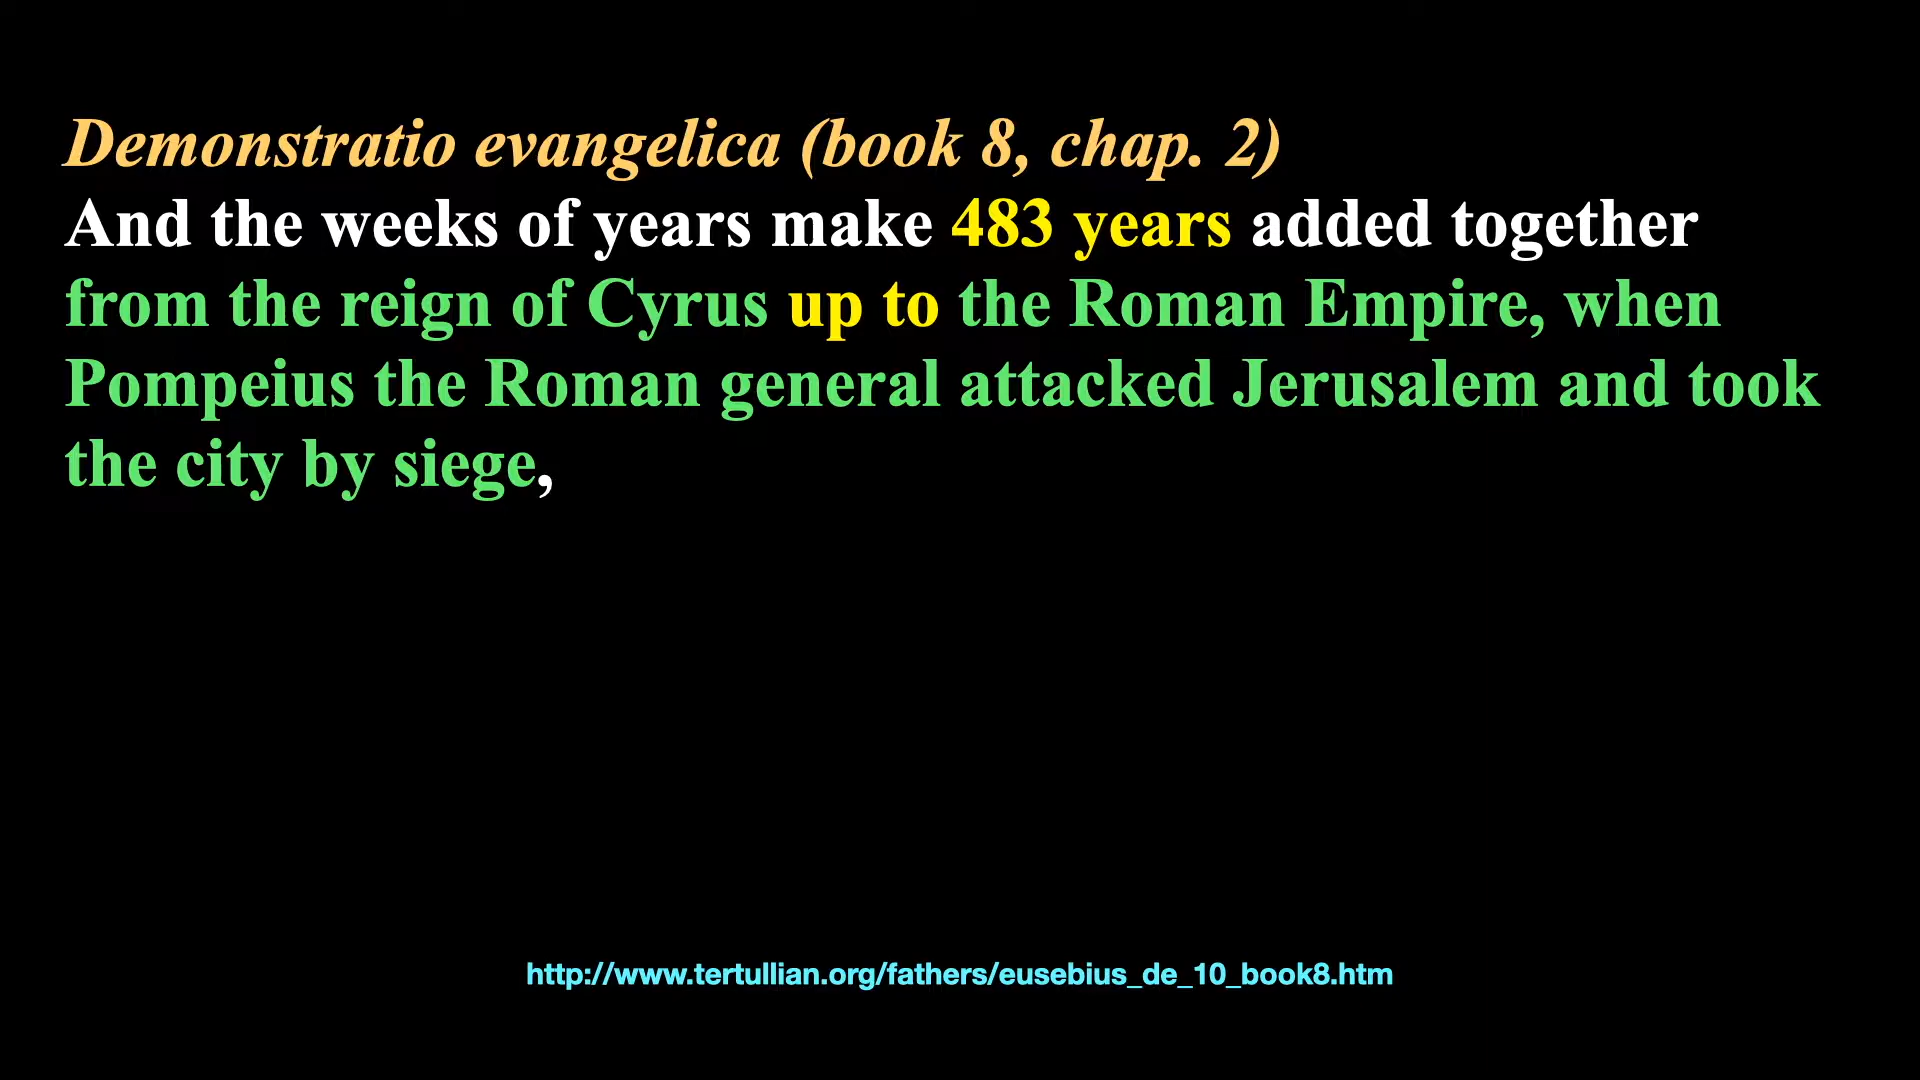 Demonstratio evangelica (book 8, chap. 2)
And the weeks of years make 483 years added together
from the reign of Cyrus up to the Roman Empire, when
Pompeius the Roman general attacked Jerusalem and took
the city by siege,
http://www.tertullian.org/fathers/eusebius_de_10_book8.htm